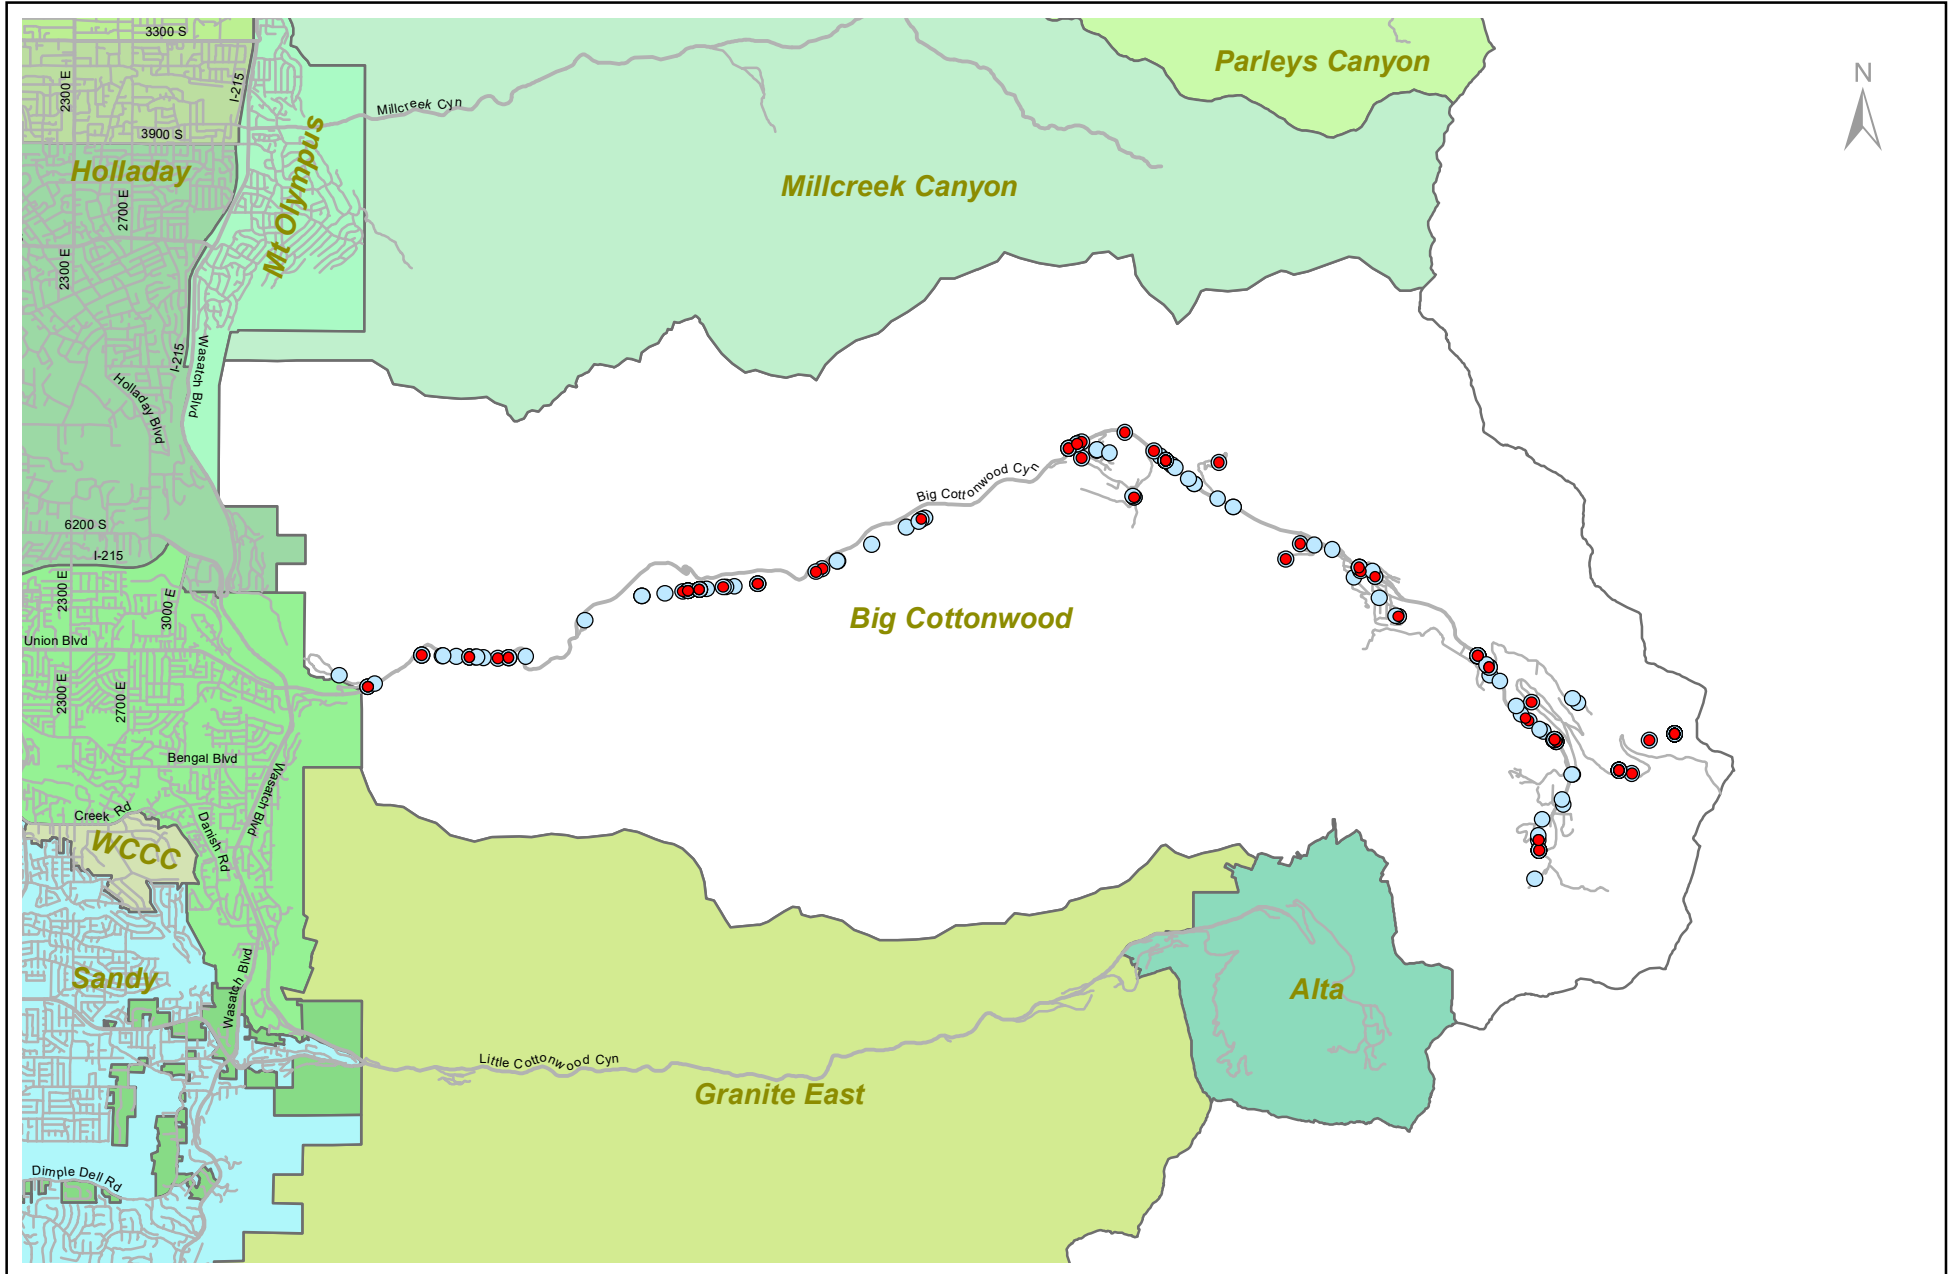 3300 S
Parleys Canyon
N
2300 E
I-215
Millcreek Cyn
3900 S
Holladay
Mt Olympus
Millcreek Canyon
2700 E
2300 E
I-215
Wasatch Blvd
Holladay Blvd
Big Cottonwood Cyn
6200 S
I-215
2300 E
3000 E
Big Cottonwood
Union Blvd
2300 E
2700 E
Bengal Blvd
Wasatch Blvd
Creek Rd
Danish Rd
WCCC
Sandy
Wasatch Blvd
Alta
Little Cottonwood Cyn
Granite East
Dimple Dell Rd